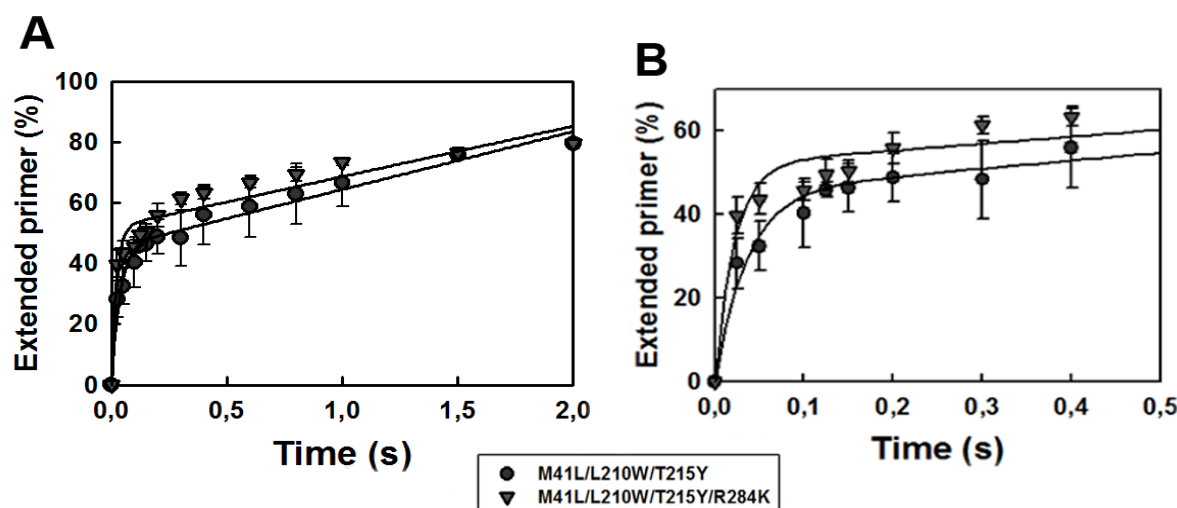 A
Extended primer (%)
100
80
60
40
20
0
0,0 0,5 1,0 1,5 2,0
Time (s)
B
Extended primer (%)
60
40
20
0
0,0 0,1 0,2 0,3 0,4 0,5
Time (s)
M41L/L210W/T215Y
M41L/L210W/T215Y/R284K